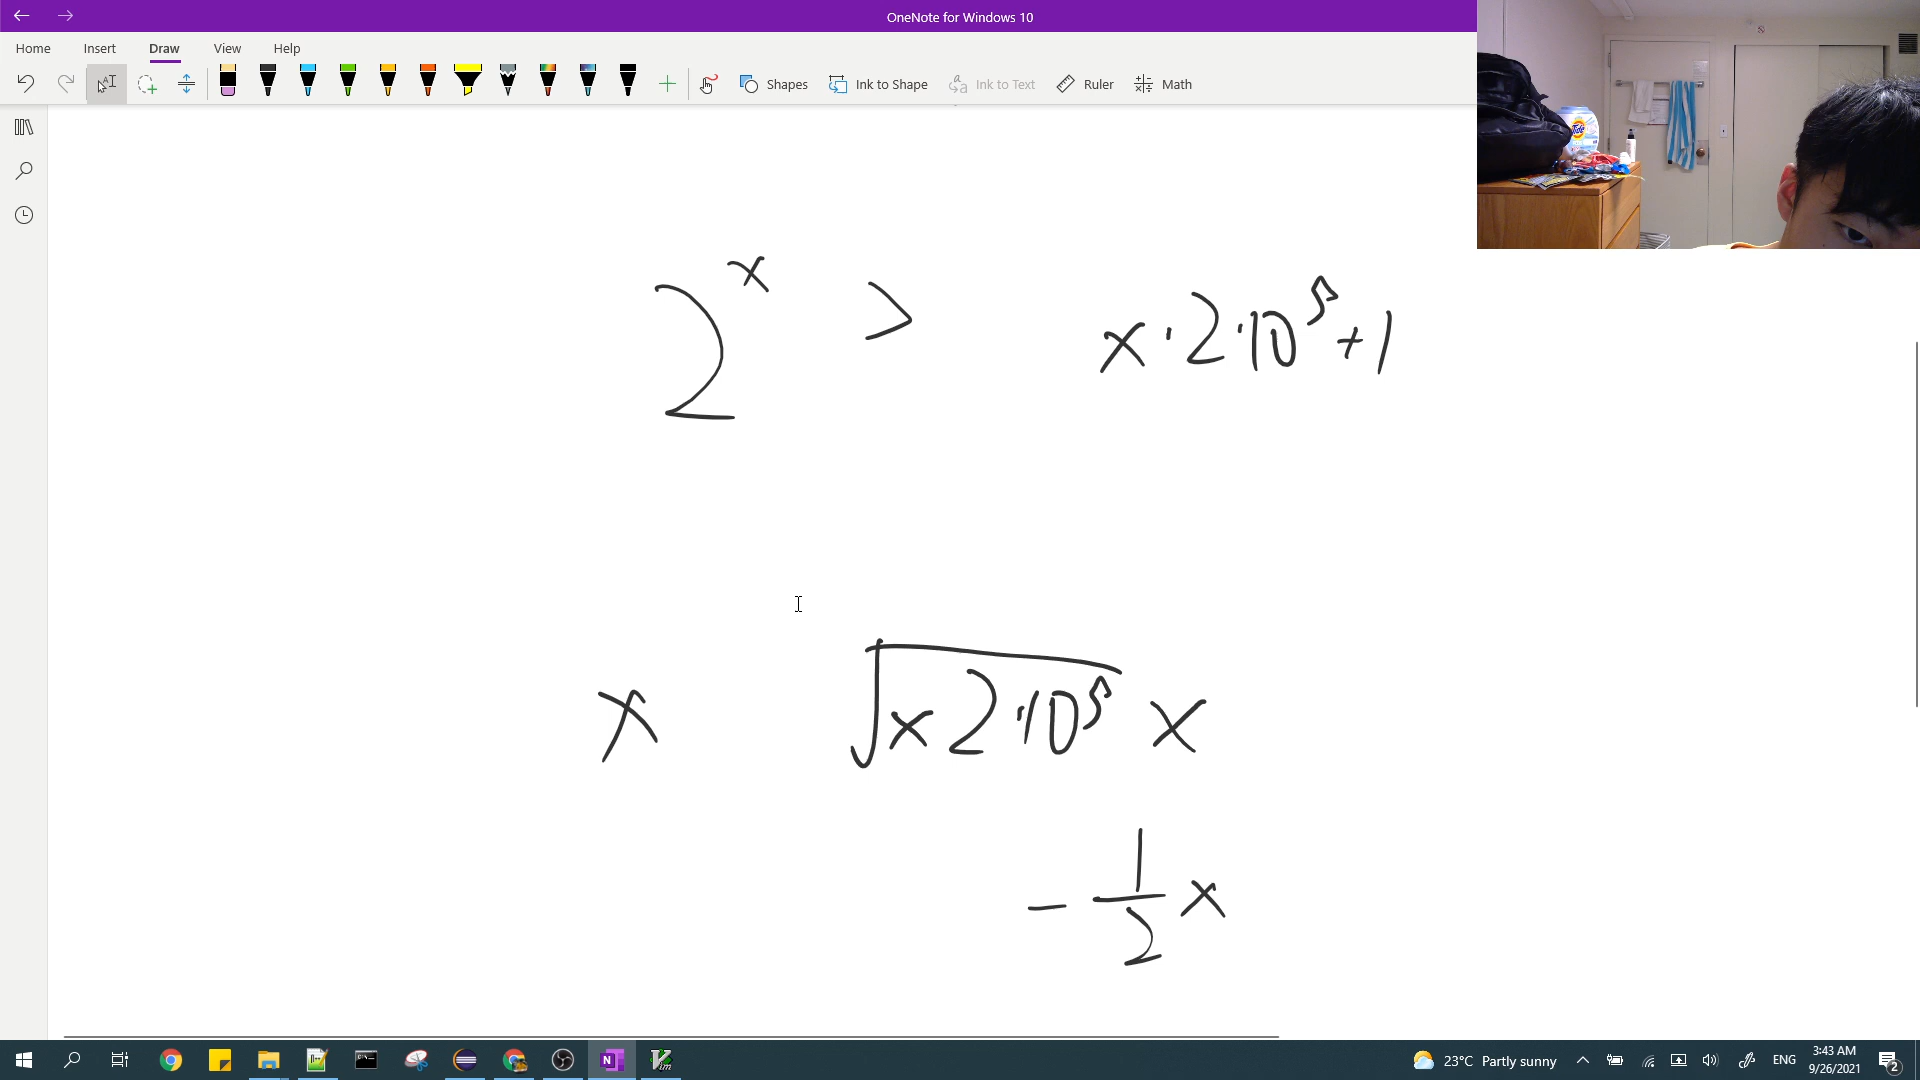 OneNote for Windows 10
Home Insert Draw View Help
Shapes Ink to Shape Ink to Text Ruler Math
Tide
2^x > x·2·10^5+1
x √(x2·10^5) x
- 1/2 x
23°C Partly sunny ENG 3:43 AM
9/26/2021
2